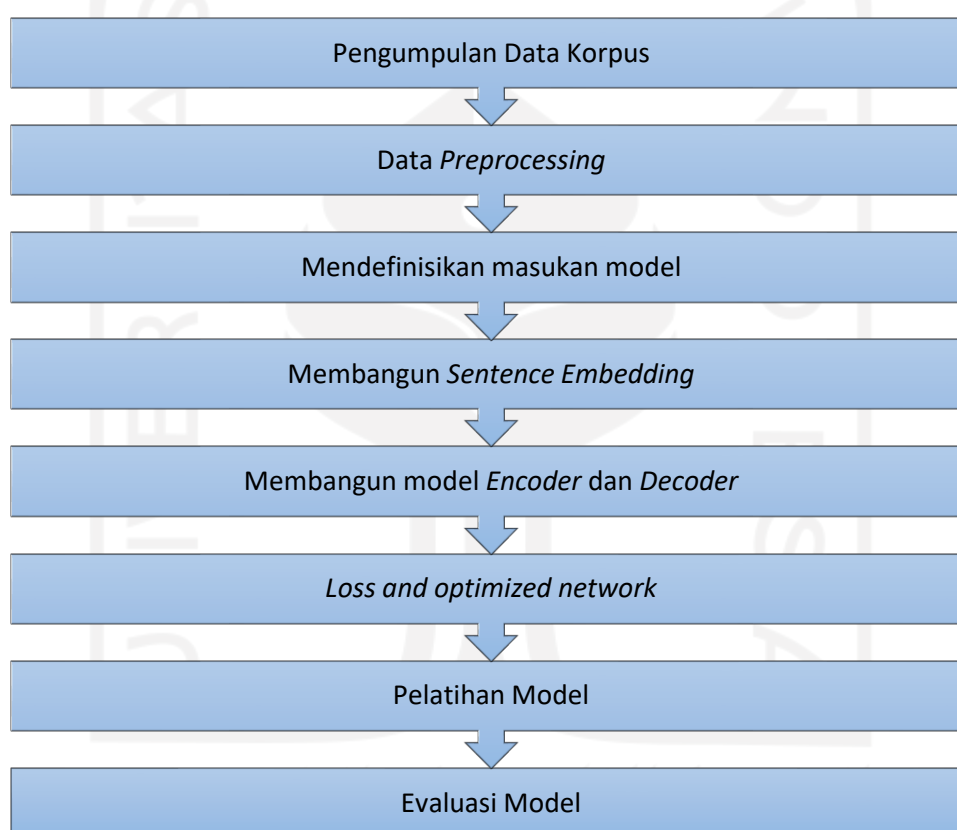 Pengumpulan Data Korpus
Data Preprocessing
Mendefinisikan masukan model
Membangun Sentence Embedding
Membangun model Encoder dan Decoder
Loss and optimized network
Pelatihan Model
Evaluasi Model